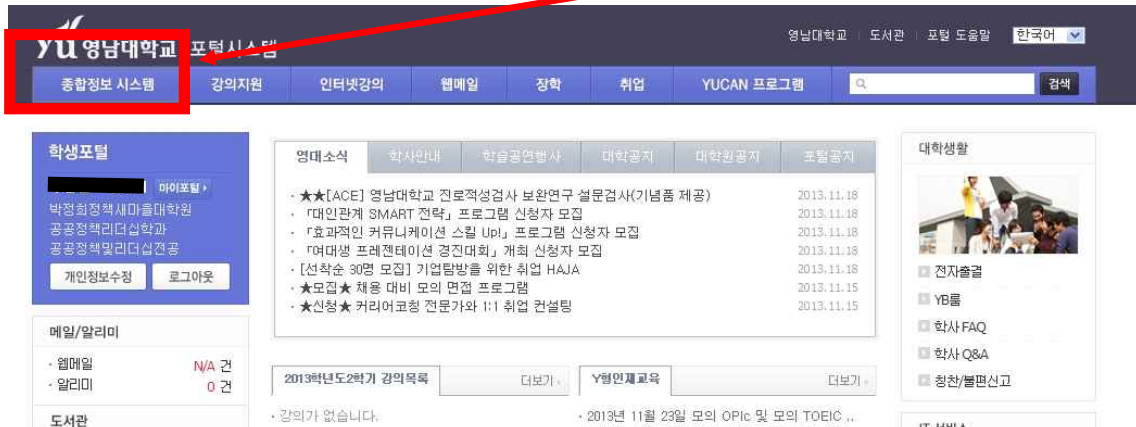 yu 영남대학교 포털시스템
영남대학교 | 도서관 | 포털 도움말 한국어
종합정보 시스템 강의지원 인터넷강의 웹메일 장학 취업 YUCAN 프로그램 검색
학생포털
마이포털
박정희정책새마을대학원
공공정책리더십학과
공공정책및리더십전공
개인정보수정 로그아웃
메일/알리미
· 웹메일 N/A 건
· 알리미 0 건
도서관
영대소식 학사안내 학술공연행사 대학공지 대학원공지 포털공지
· ★★[ACE] 영남대학교 진로적성검사 보완연구 설문검사(기념품 제공) 2013.11.18
· 「대인관계 SMART 전략」 프로그램 신청자 모집 2013.11.18
· 「효과적인 커뮤니케이션 스킬 Up!」 프로그램 신청자 모집 2013.11.18
· 「여대생 프레젠테이션 경진대회」 개최 신청자 모집 2013.11.18
· [선착순 30명 모집] 기업탐방을 위한 취업 HAJA 2013.11.18
· ★모집★ 채용 대비 모의 면접 프로그램 2013.11.15
· ★신청★ 커리어코칭 전문가와 1:1 취업 컨설팅 2013.11.15
2013학년도2학기 강의목록 더보기
· 강의가 없습니다.
Y형인재교육 더보기
· 2013년 11월 23일 모의 OPIc 및 모의 TOEIC ..
대학생활
전자출결
YB룸
학사 FAQ
학사 Q&A
칭찬/불편신고